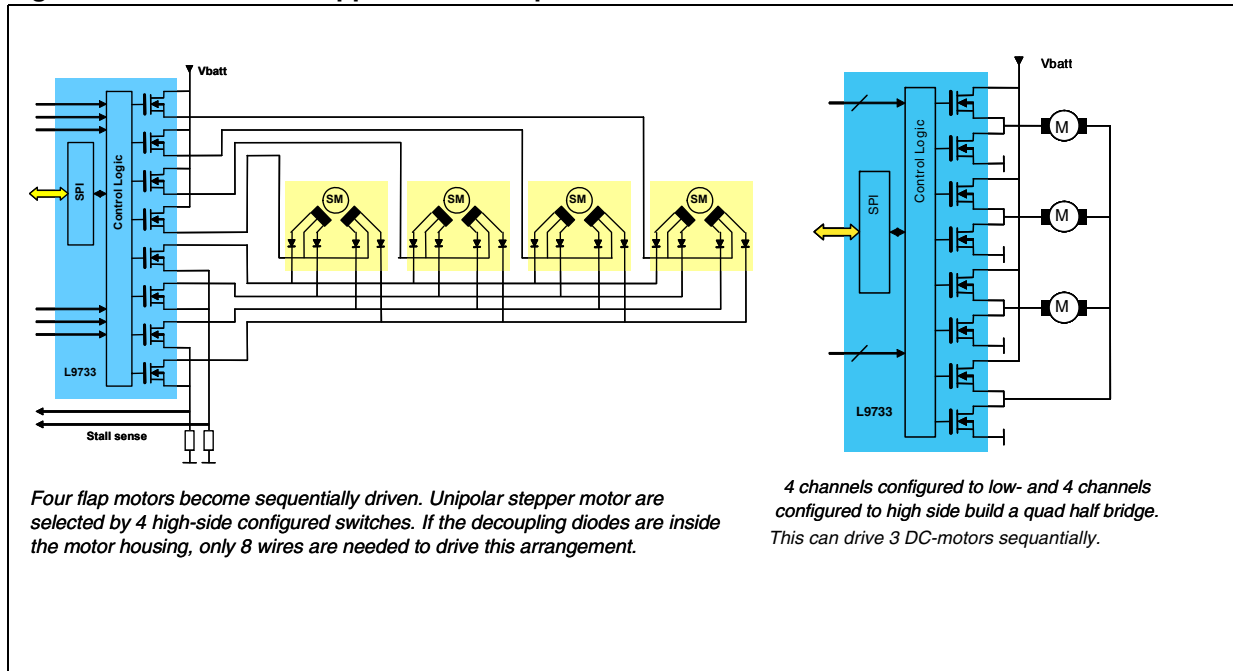 Vbatt
SPI
Control Logic
SM
SM
SM
SM
L9733
Stall sense
Four flap motors become sequentially driven. Unipolar stepper motor are
selected by 4 high-side configured switches. If the decoupling diodes are inside
the motor housing, only 8 wires are needed to drive this arrangement.
Vbatt
M
Control Logic
SPI
M
M
L9733
4 channels configured to low- and 4 channels
configured to high side build a quad half bridge.
This can drive 3 DC-motors sequantially.